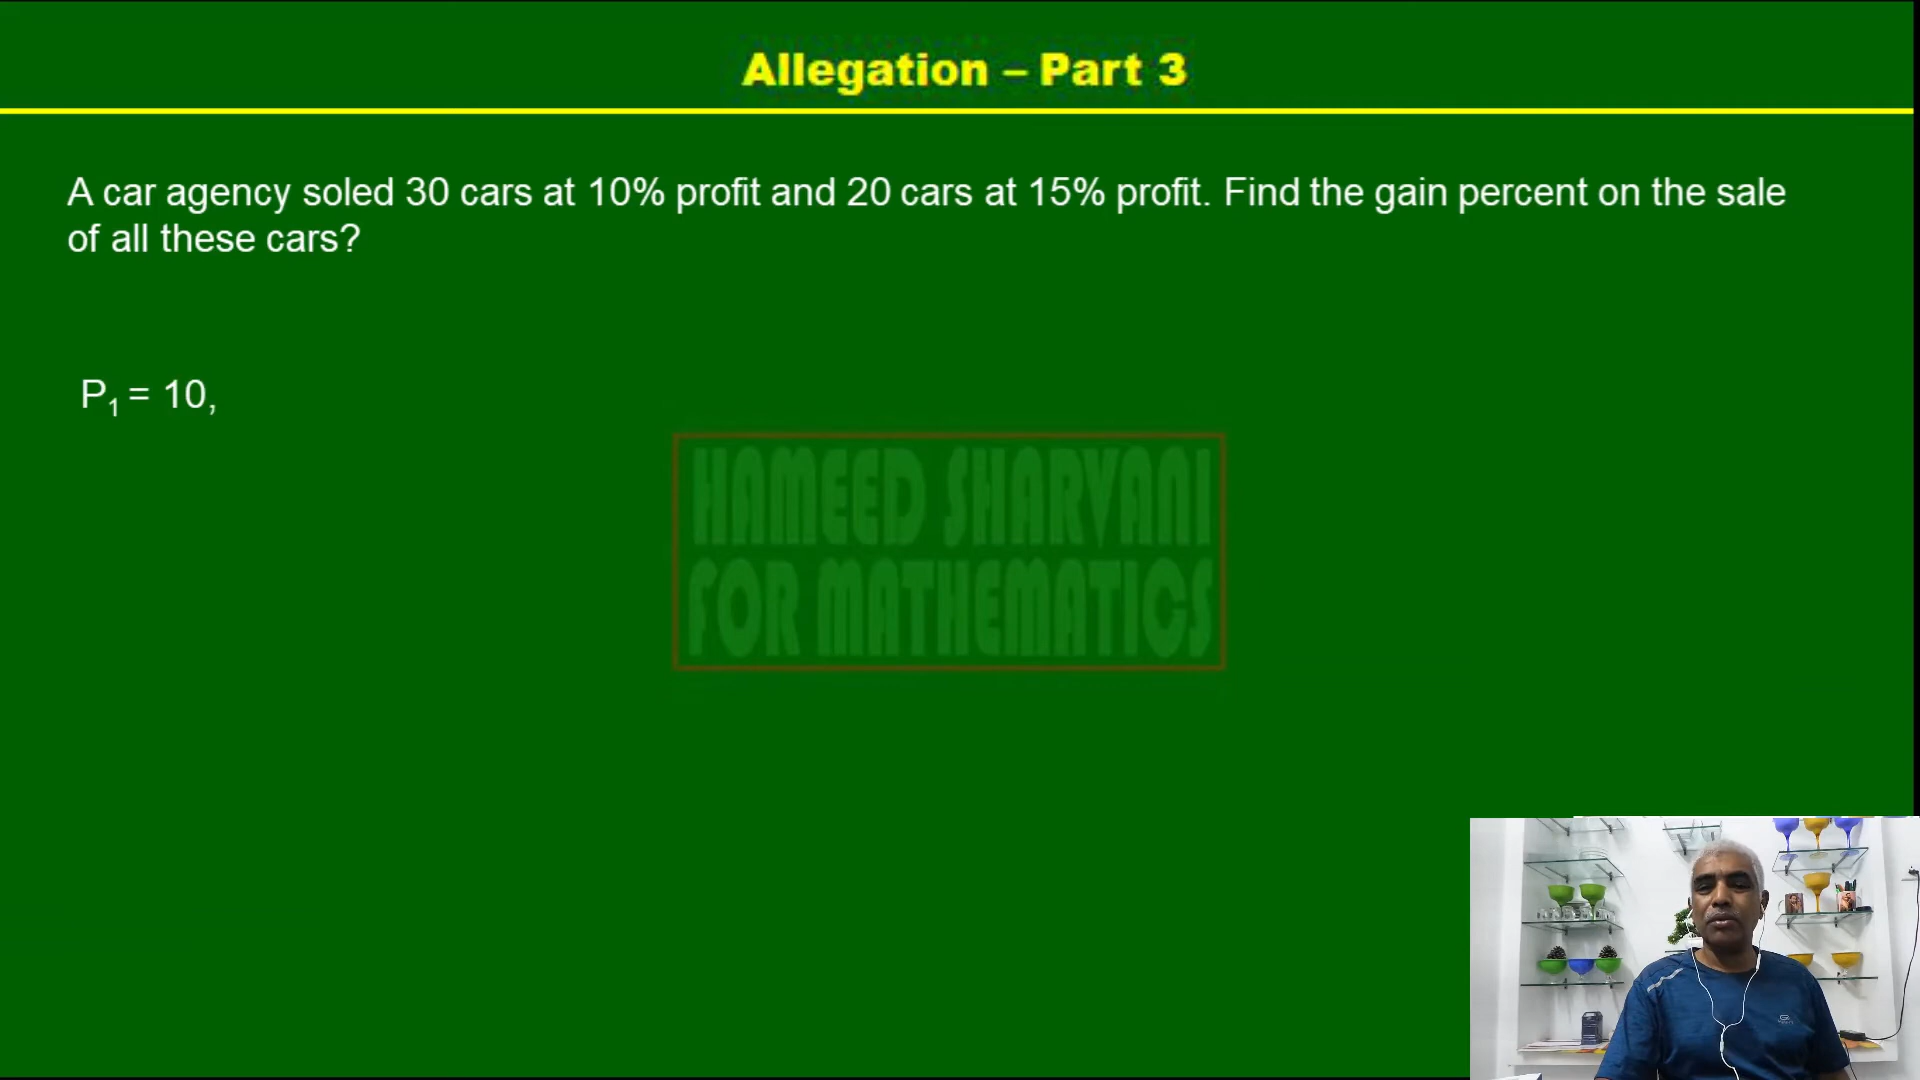 Allegation – Part 3
A car agency soled 30 cars at 10% profit and 20 cars at 15% profit. Find the gain percent on the sale
of all these cars?
P₁ = 10,
HAMEED SHARVANI
FOR MATHEMATICS